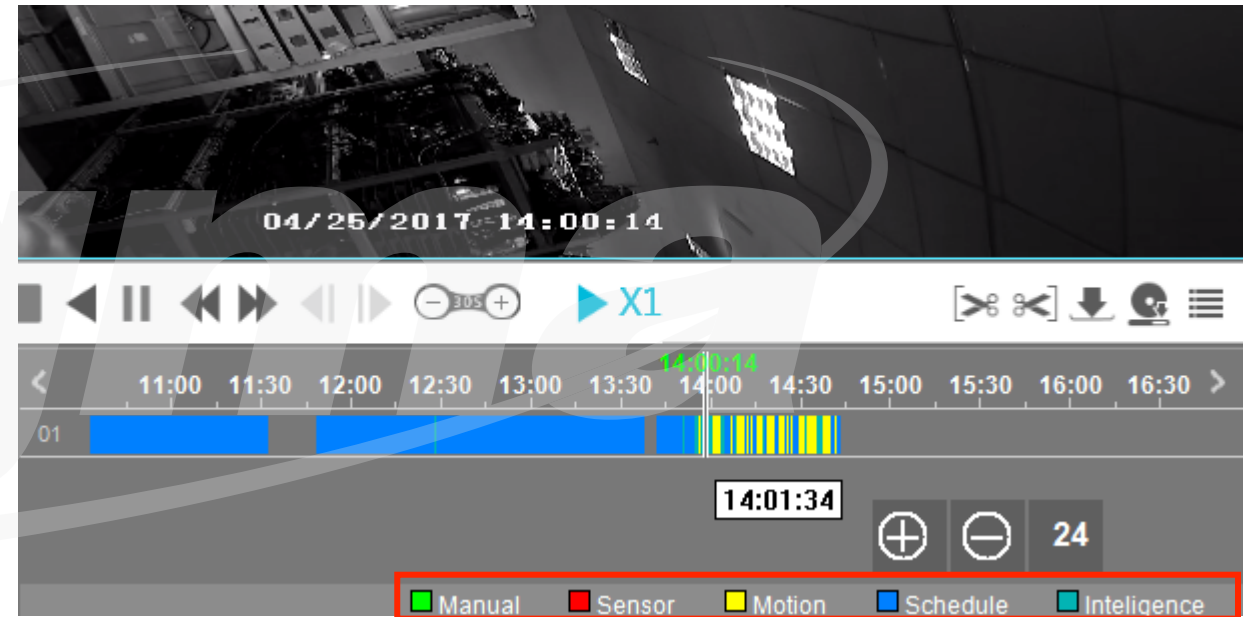 04/25/2017 14:00:14
30S
X1
14:00:14
11:00 11:30 12:00 12:30 13:00 13:30 14:00 14:30 15:00 15:30 16:00 16:30
01
14:01:34
24
Manual Sensor Motion Schedule Inteligence